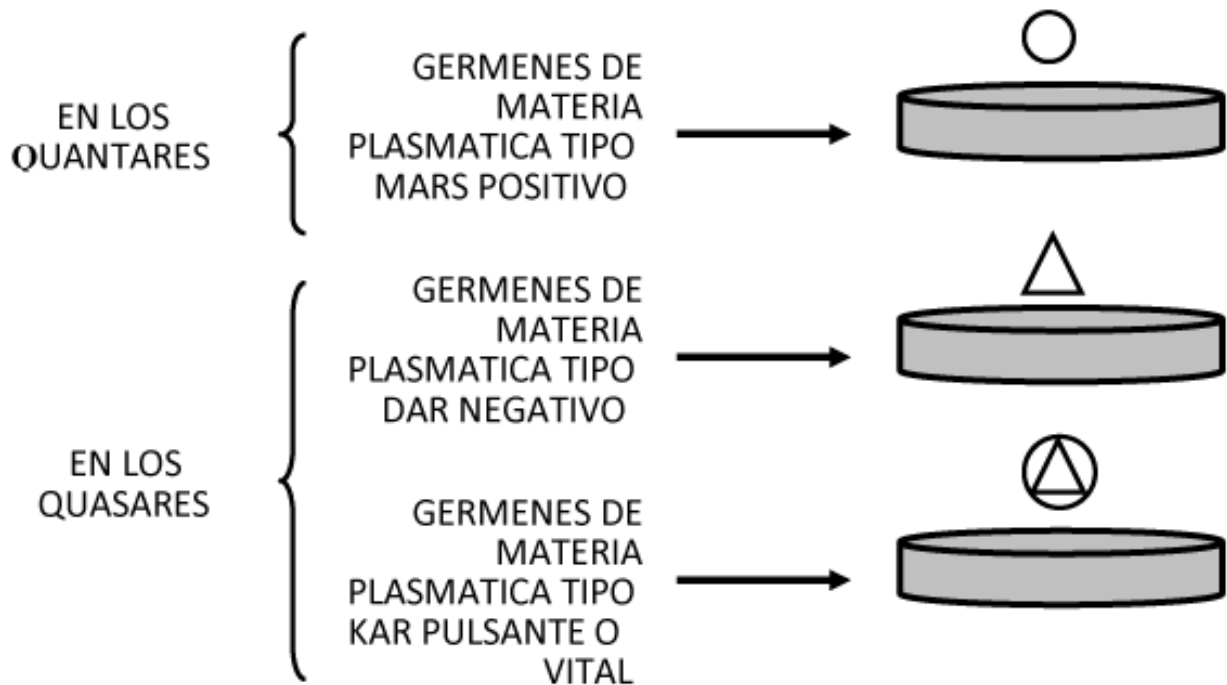 EN LOS
QUANTARES
GERMENES DE
MATERIA
PLASMATICA TIPO
MARS POSITIVO
EN LOS
QUASARES
GERMENES DE
MATERIA
PLASMATICA TIPO
DAR NEGATIVO
GERMENES DE
MATERIA
PLASMATICA TIPO
KAR PULSANTE O
VITAL